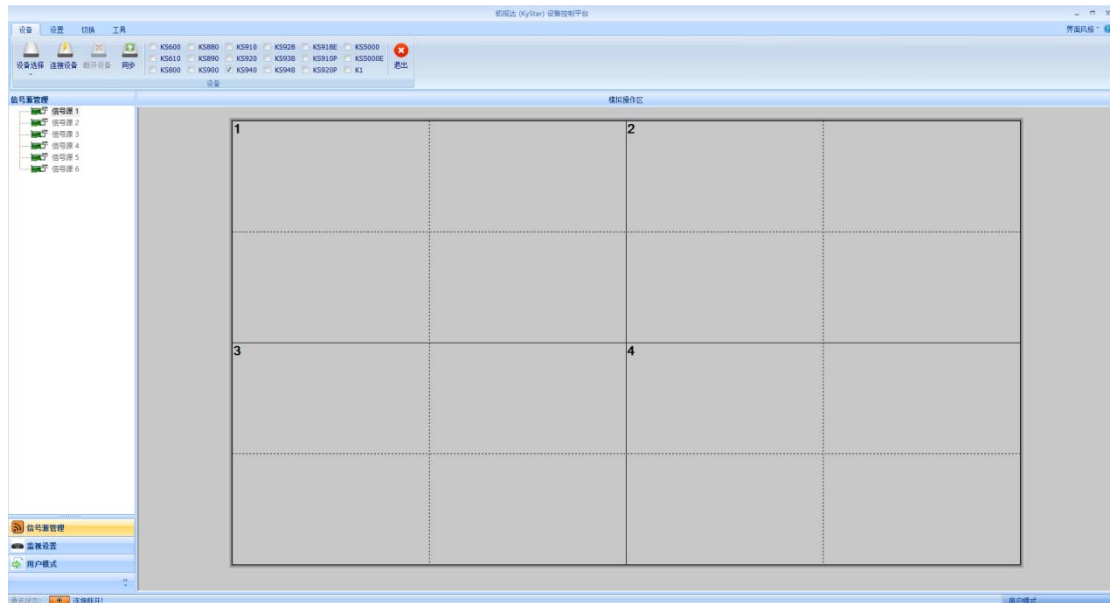 凯视达 (KyStar) 设备控制平台
设备 设置 切换 工具 界面风格
KS600 KS880 KS910 KS928 KS918E KS5000
KS610 KS890 KS920 KS938 KS910P KS5000E
KS800 KS900 KS940 KS948 KS920P K1
设备选择 连接设备 断开设备 同步 退出
设备
信号源管理 模拟操作区
信号源 1
信号源 2
信号源 3
信号源 4
信号源 5
信号源 6
1 2
3 4
信号源管理
监视设置
用户模式
通讯状态: 连接断开! 用户模式